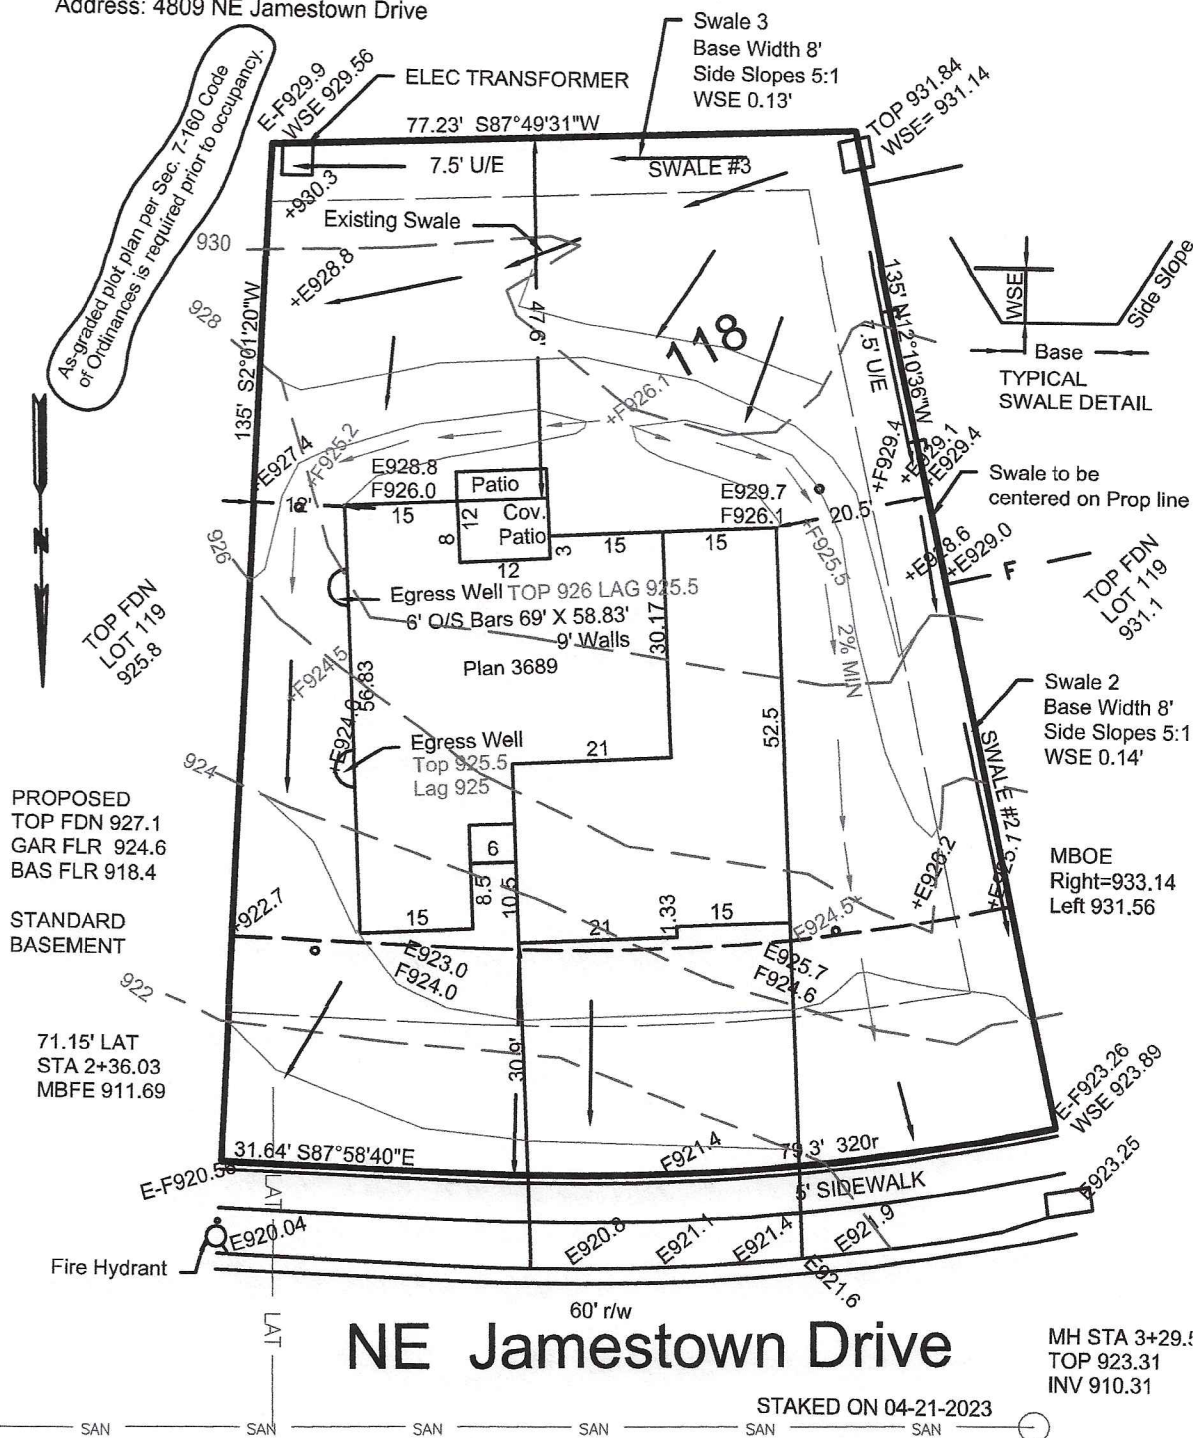 Address: 4809 NE Jamestown Drive
As-graded plot plan per Sec. 7-160 Code
of Ordinances is required prior to occupancy.
E-F929.9
WSE 929.56
ELEC TRANSFORMER
Swale 3
Base Width 8'
Side Slopes 5:1
WSE 0.13'
TOP 931.84
WSE= 931.14
77.23' S87°49'31"W
7.5' U/E
SWALE #3
+930.3
Existing Swale
930
+E928.8
928
47.6'
118
135' S2°01'20"W
135' N12°10'36"W
7.5' U/E
WSE
Side Slope
Base
TYPICAL
SWALE DETAIL
+F926.1
+E927.4
+F925.2
E928.8
F926.0
Patio
Cov.
Patio
12'
15
12
8
12
3
15
15
E929.7
F926.1
20.5'
+F929.4
+E929.1
+E929.4
Swale to be
centered on Prop line
+E928.6
+E929.0
F
+F925.5
926
N
TOP FDN
LOT 119
925.8
TOP FDN
LOT 119
931.1
Egress Well TOP 926 LAG 925.5
6' O/S Bars 69' X 58.83'
9' Walls
Plan 3689
30.17
2% MIN
+F924.5
56.83
52.5
Swale 2
Base Width 8'
Side Slopes 5:1
WSE 0.14'
SWALE #2
Egress Well
Top 925.5
Lag 925
21
924
PROPOSED
TOP FDN 927.1
GAR FLR 924.6
BAS FLR 918.4
STANDARD
BASEMENT
6
8.5
10.5
15
21
1.33
15
+922.7
+E926.2
MBOE
Right=933.14
Left 931.56
E924.5+
E923.0
F924.0
E925.7
F924.6
922
71.15' LAT
STA 2+36.03
MBFE 911.69
30.9'
E-F923.26
WSE 923.89
31.64' S87°58'40"E
F921.4
79.3' 320r
5' SIDEWALK
LAT
E920.04
E920.8
E921.1
E921.4
E921.9
E921.6
Fire Hydrant
LAT
60' r/w
NE Jamestown Drive
TOP 923.31
INV 910.31
STAKED ON 04-21-2023
SAN SAN SAN SAN SAN SAN